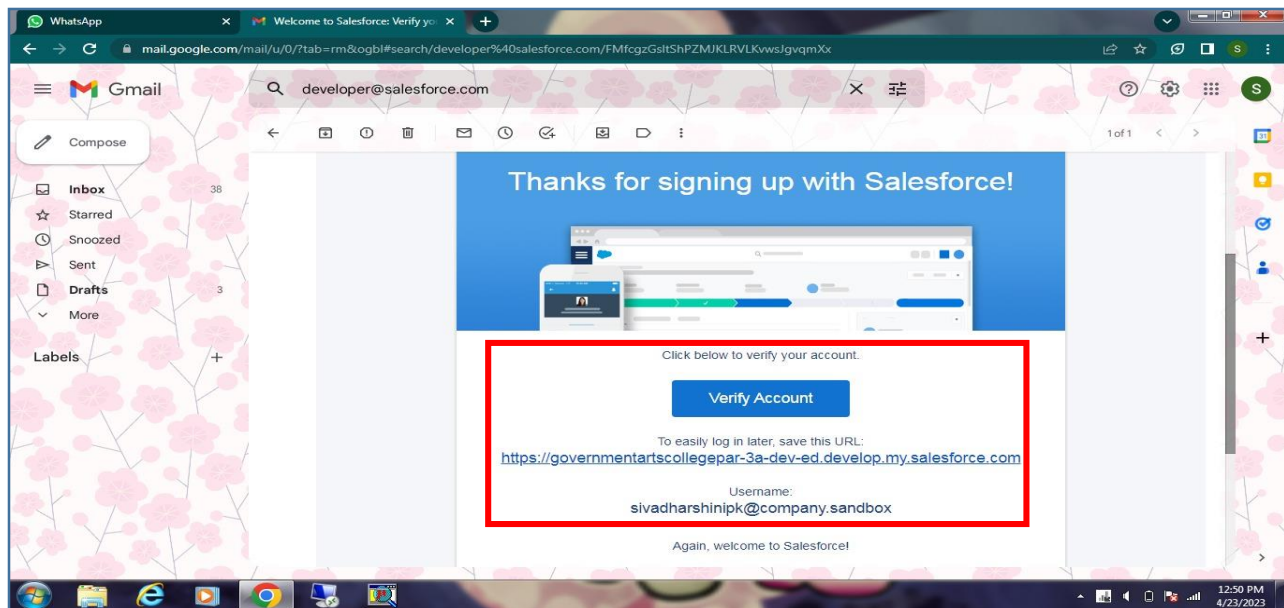 WhatsApp
Welcome to Salesforce: Verify yo
mail.google.com/mail/u/0/?tab=rm&ogbl#search/developer%40salesforce.com/FMfcgzGsltShPZMJKLRVLKvwsJgvqmXx
S
Gmail
developer@salesforce.com
S
Compose
1 of 1
31
Inbox 38
Starred
Snoozed
Sent
Drafts 3
More
Labels
Thanks for signing up with Salesforce!
Click below to verify your account.
Verify Account
To easily log in later, save this URL:
https://governmentartscollegepar-3a-dev-ed.develop.my.salesforce.com
Username:
sivadharshinipk@company.sandbox
Again, welcome to Salesforce!
12:50 PM
4/23/2023